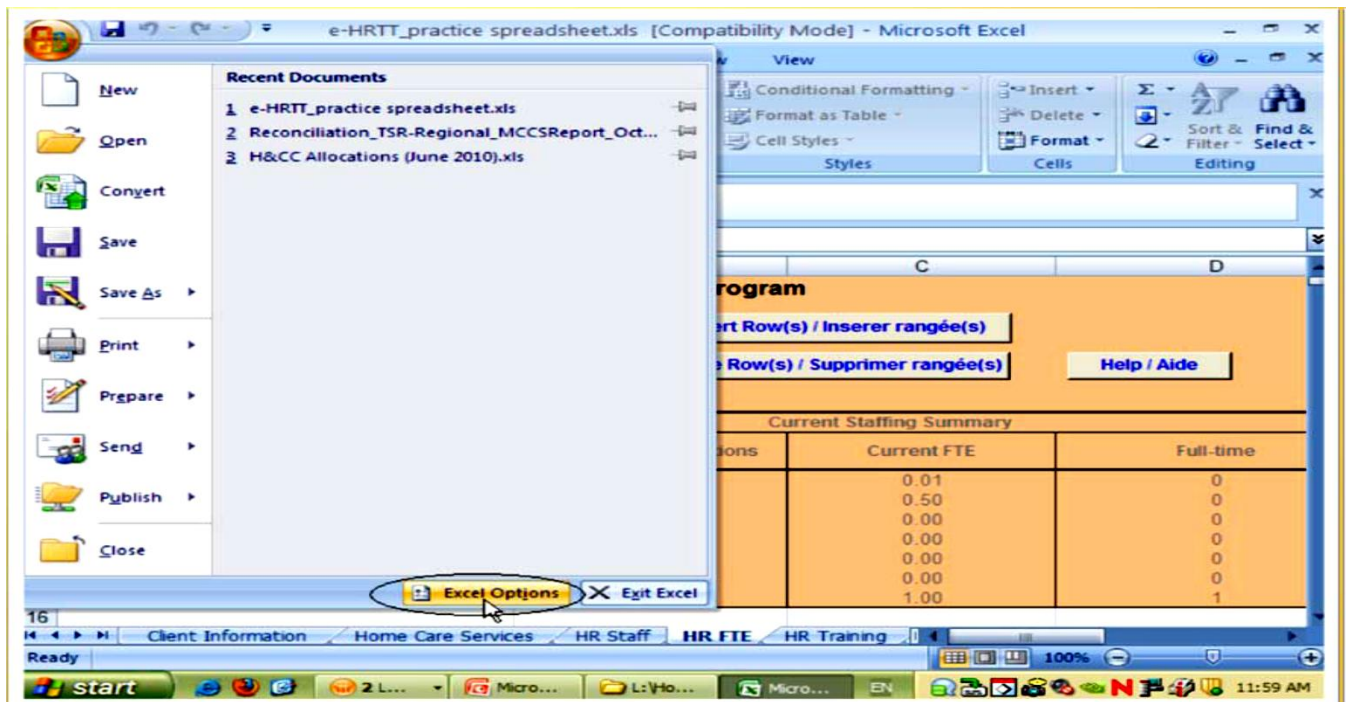 e-HRTT_practice spreadsheet.xls [Compatibility Mode] - Microsoft Excel
View
New
Open
Convert
Save
Save As
Print
Prepare
Send
Publish
Close
Recent Documents
1 e-HRTT_practice spreadsheet.xls
2 Reconciliation_TSR-Regional_MCCSReport_Oct...
3 H&CC Allocations (June 2010).xls
Excel Options
Exit Excel
Conditional Formatting
Format as Table
Cell Styles
Styles
Insert
Delete
Format
Cells
Σ
Sort & Filter
Find & Select
Editing
C D
rogram
ert Row(s) / Inserer rangée(s)
e Row(s) / Supprimer rangée(s)
Help / Aide
Current Staffing Summary
ions Current FTE Full-time
0.01 0
0.50 0
0.00 0
0.00 0
0.00 0
0.00 0
1.00 1
16
Client Information Home Care Services HR Staff HR FTE HR Training
Ready 100%
start 2 L... Micro... L:\Ho... Micro... EN N 11:59 AM